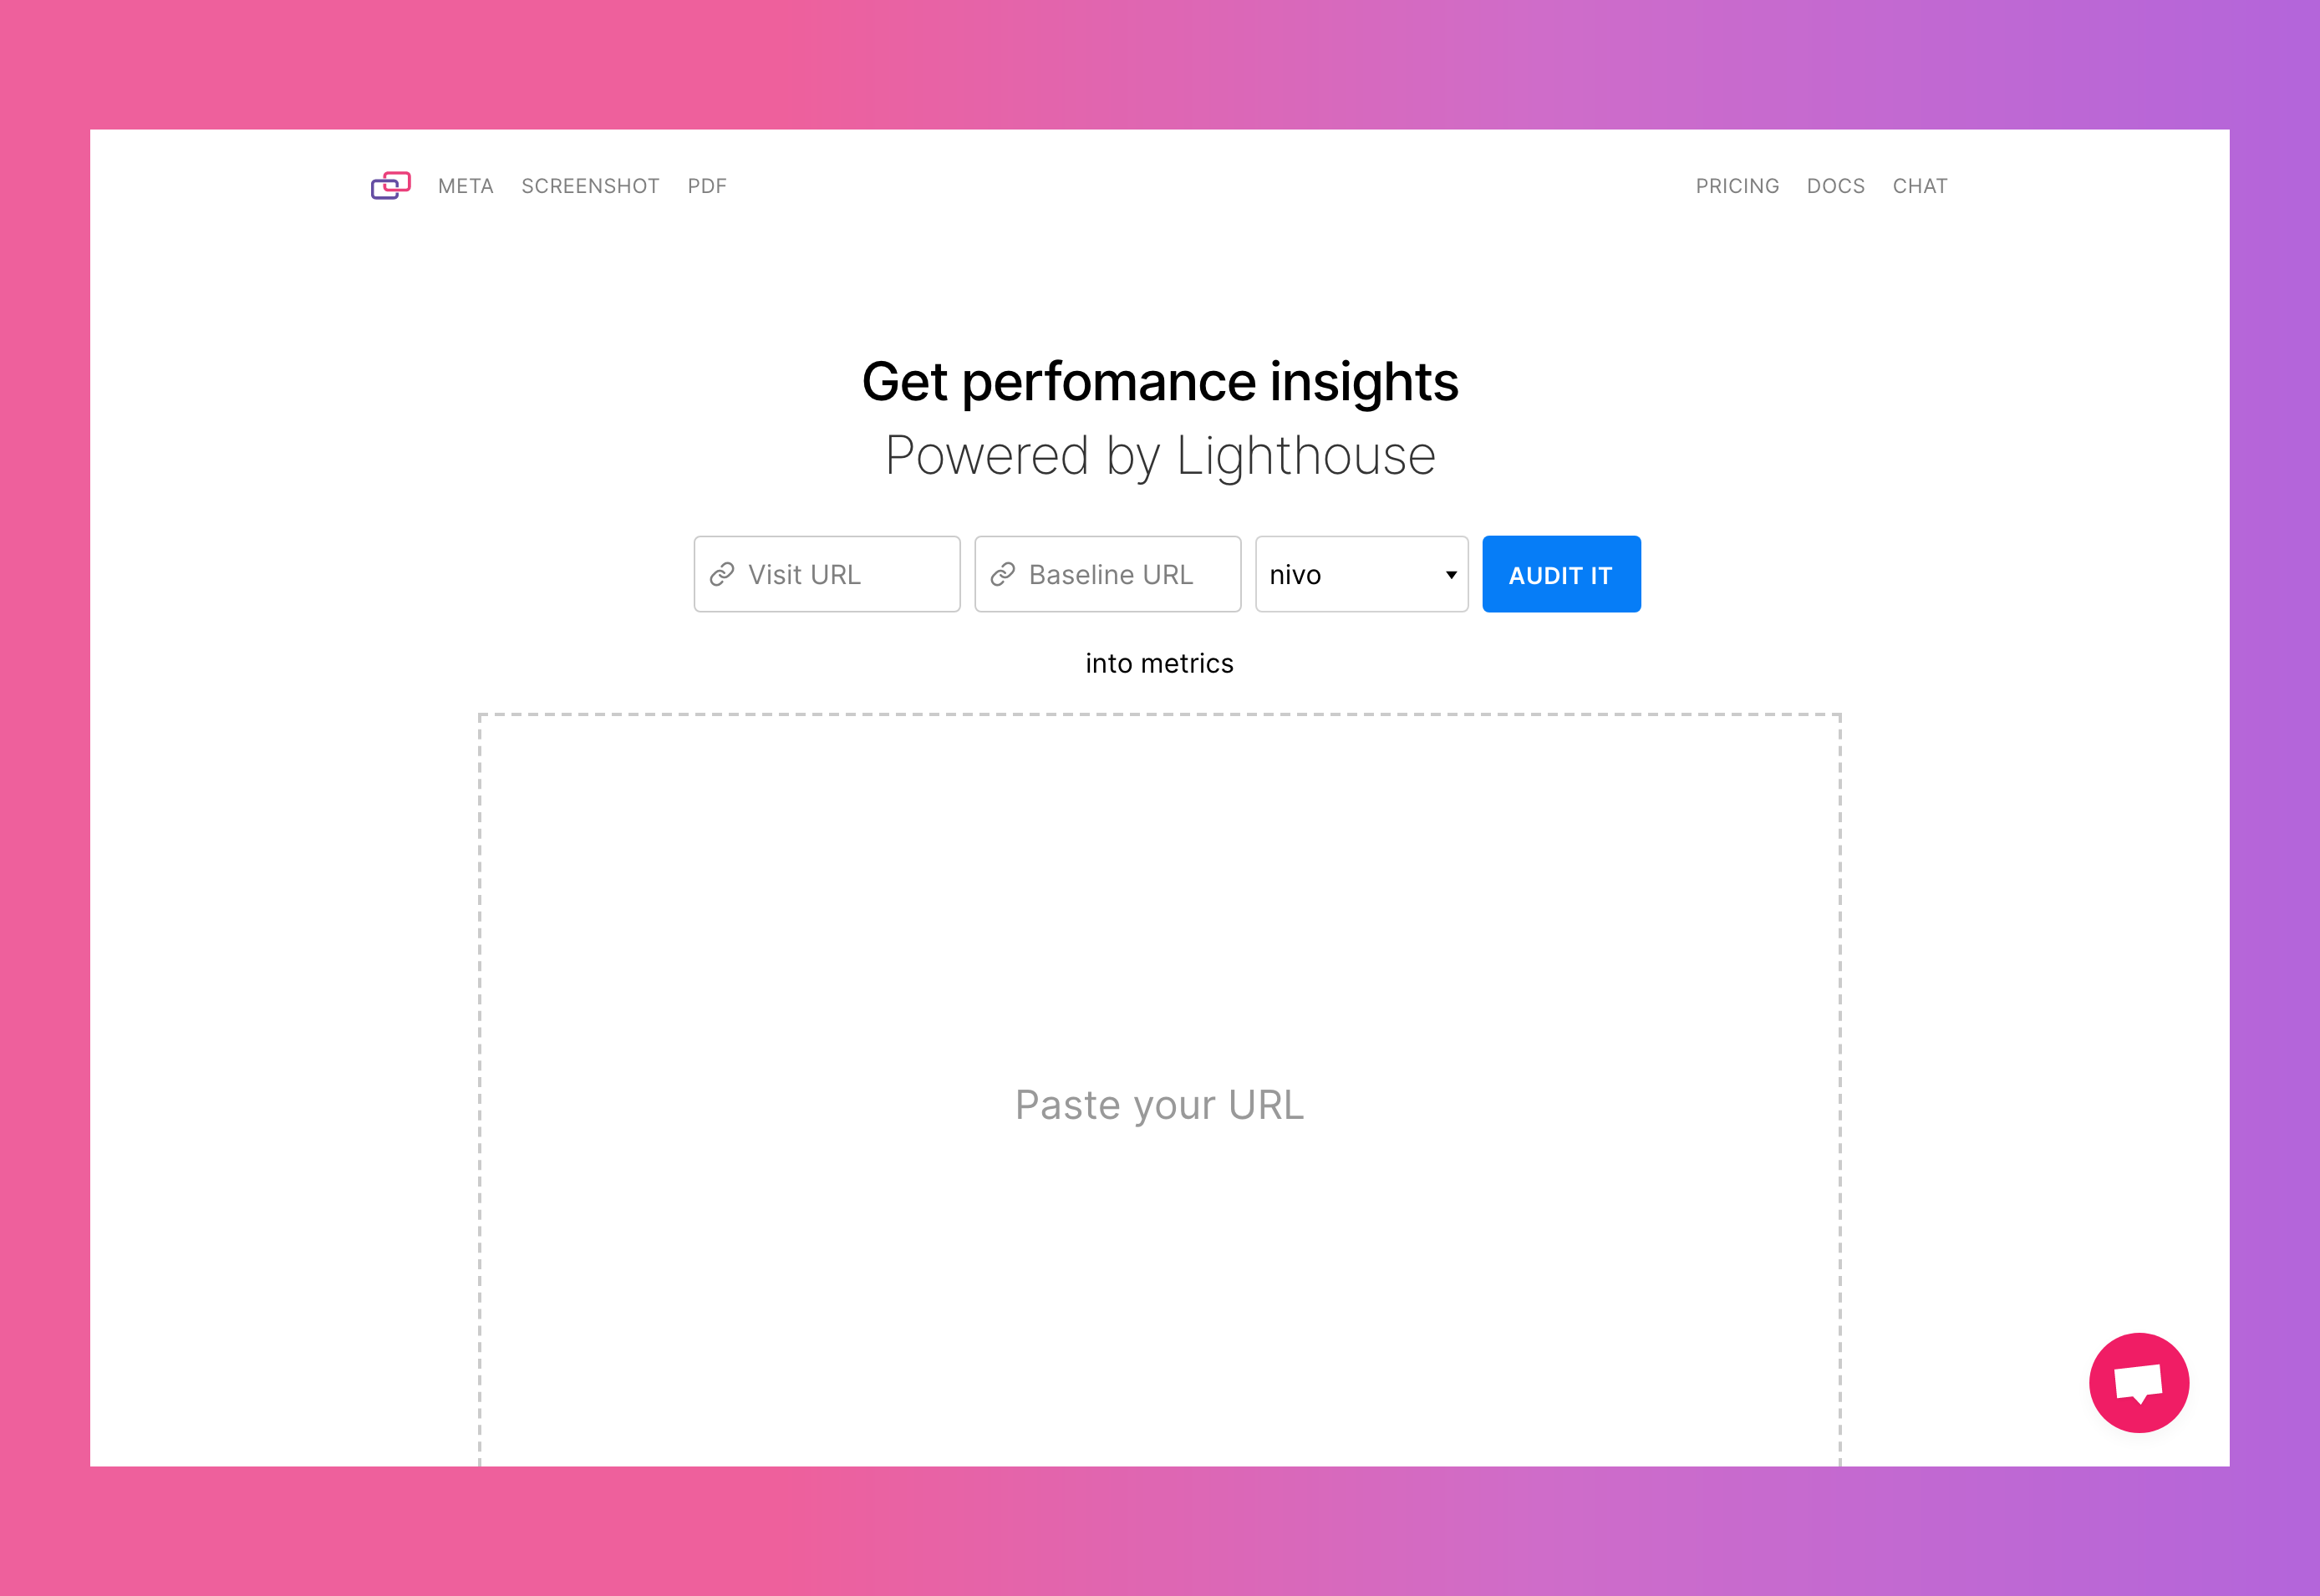 META SCREENSHOT PDF PRICING DOCS CHAT
Get perfomance insights
Powered by Lighthouse
Visit URL Baseline URL nivo AUDIT IT
into metrics
Paste your URL